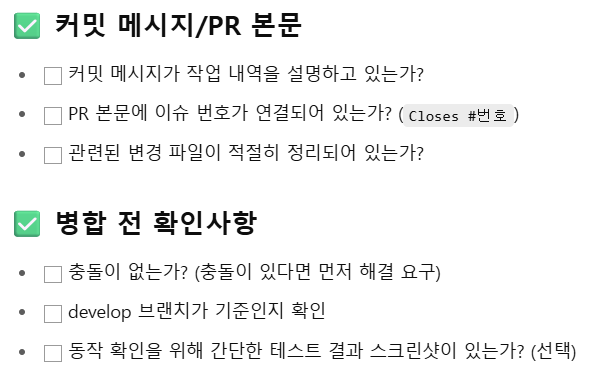 ✅ 커밋 메시지/PR 본문
• ☐ 커밋 메시지가 작업 내역을 설명하고 있는가?
• ☐ PR 본문에 이슈 번호가 연결되어 있는가? (Closes #번호)
• ☐ 관련된 변경 파일이 적절히 정리되어 있는가?
✅ 병합 전 확인사항
• ☐ 충돌이 없는가? (충돌이 있다면 먼저 해결 요구)
• ☐ develop 브랜치가 기준인지 확인
• ☐ 동작 확인을 위해 간단한 테스트 결과 스크린샷이 있는가? (선택)